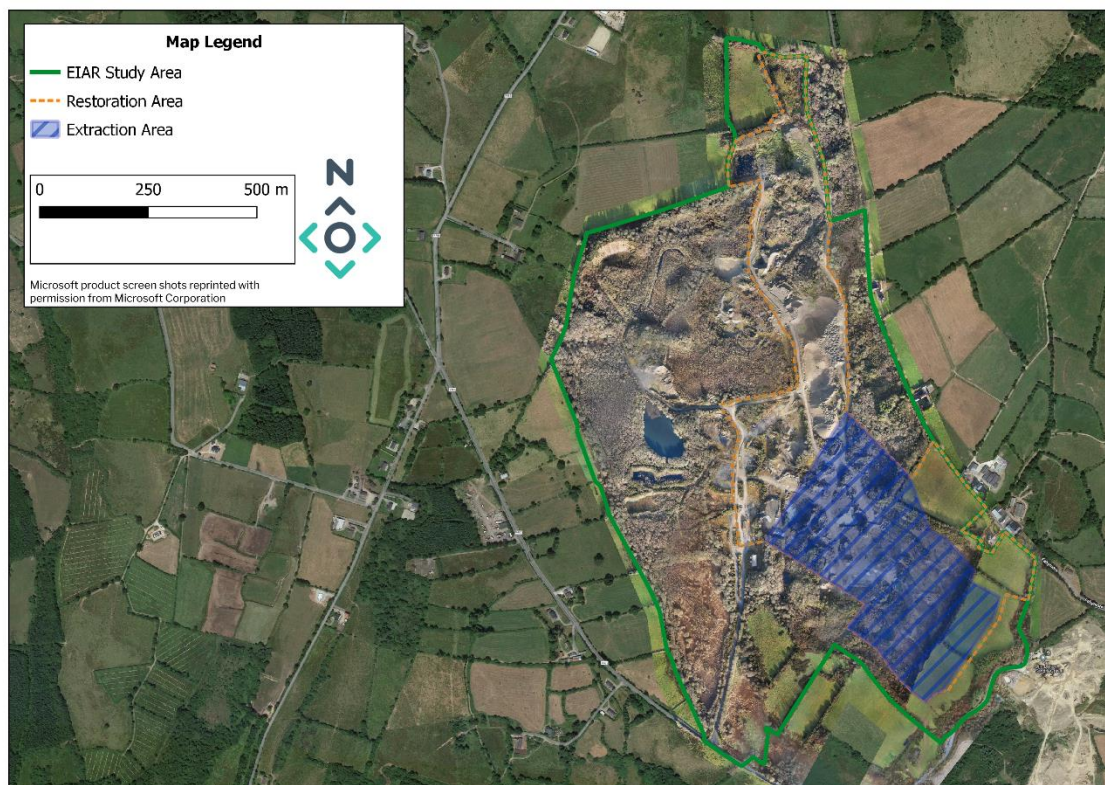 Map Legend
EIAR Study Area
Restoration Area
Extraction Area
0 250 500 m
N
Microsoft product screen shots reprinted with
permission from Microsoft Corporation